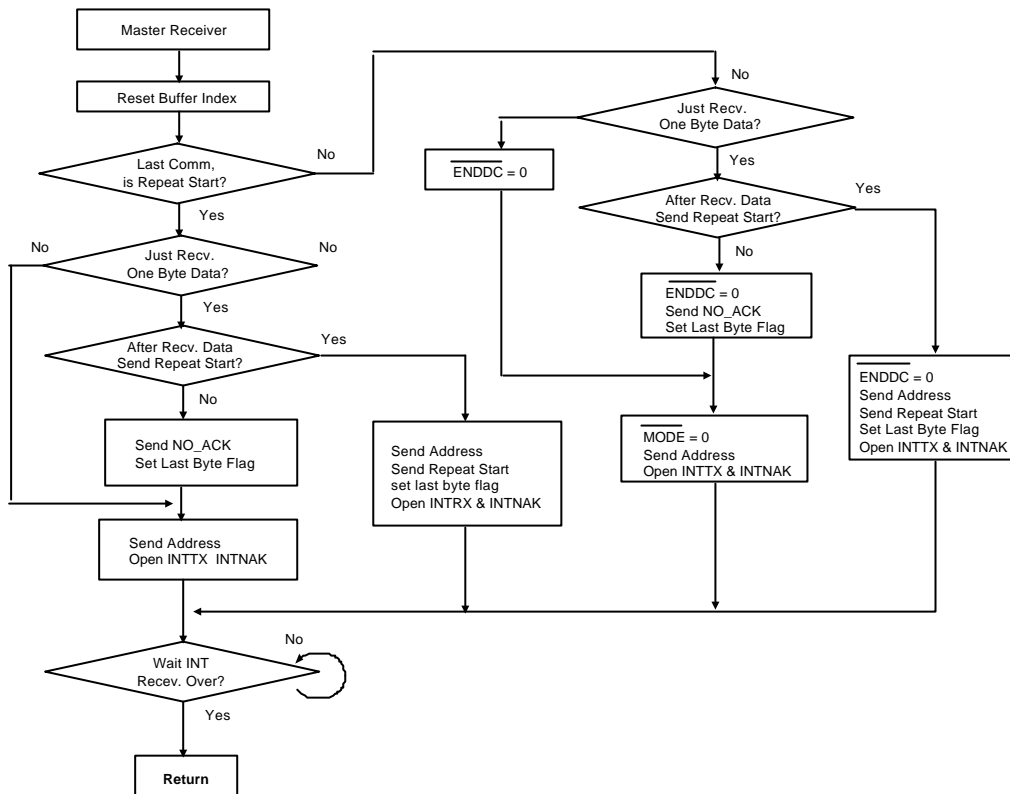 Master Receiver
Reset Buffer Index
Last Comm,
is Repeat Start?
No
Yes
No
Just Recv.
One Byte Data?
No
Yes
After Recv. Data
Send Repeat Start?
Yes
No
Send NO_ACK
Set Last Byte Flag
Send Address
Open INTTX INTNAK
Send Address
Send Repeat Start
set last byte flag
Open INTRX & INTNAK
No
Just Recv.
One Byte Data?
Yes
ENDDC = 0
After Recv. Data
Send Repeat Start?
Yes
No
ENDDC = 0
Send NO_ACK
Set Last Byte Flag
MODE = 0
Send Address
Open INTTX & INTNAK
ENDDC = 0
Send Address
Send Repeat Start
Set Last Byte Flag
Open INTTX & INTNAK
Wait INT
Recev. Over?
No
Yes
Return